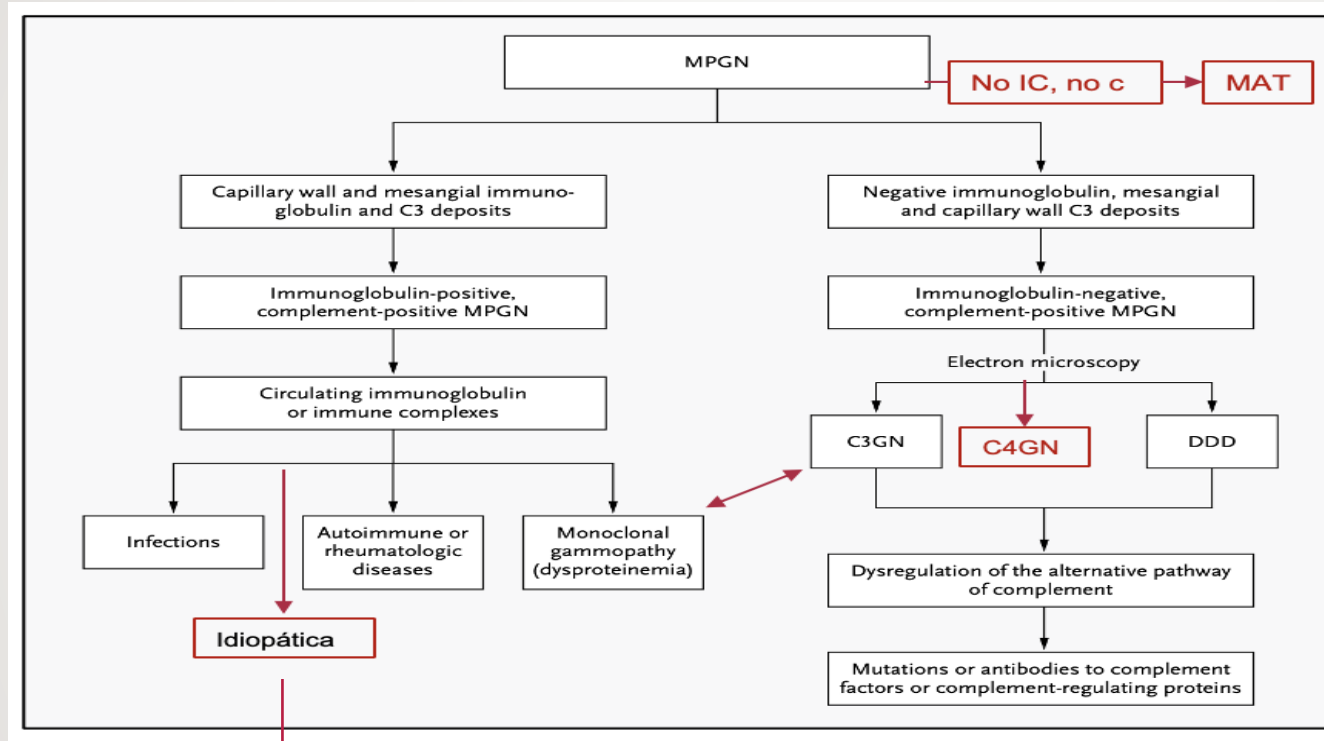 MPGN
No IC, no c
MAT
Capillary wall and mesangial immuno-
globulin and C3 deposits
Negative immunoglobulin, mesangial
and capillary wall C3 deposits
Immunoglobulin-positive,
complement-positive MPGN
Immunoglobulin-negative,
complement-positive MPGN
Electron microscopy
Circulating immunoglobulin
or immune complexes
C3GN
C4GN
DDD
Infections
Autoimmune or
rheumatologic
diseases
Monoclonal
gammopathy
(dysproteinemia)
Dysregulation of the alternative pathway
of complement
Idiopática
Mutations or antibodies to complement
factors or complement-regulating proteins